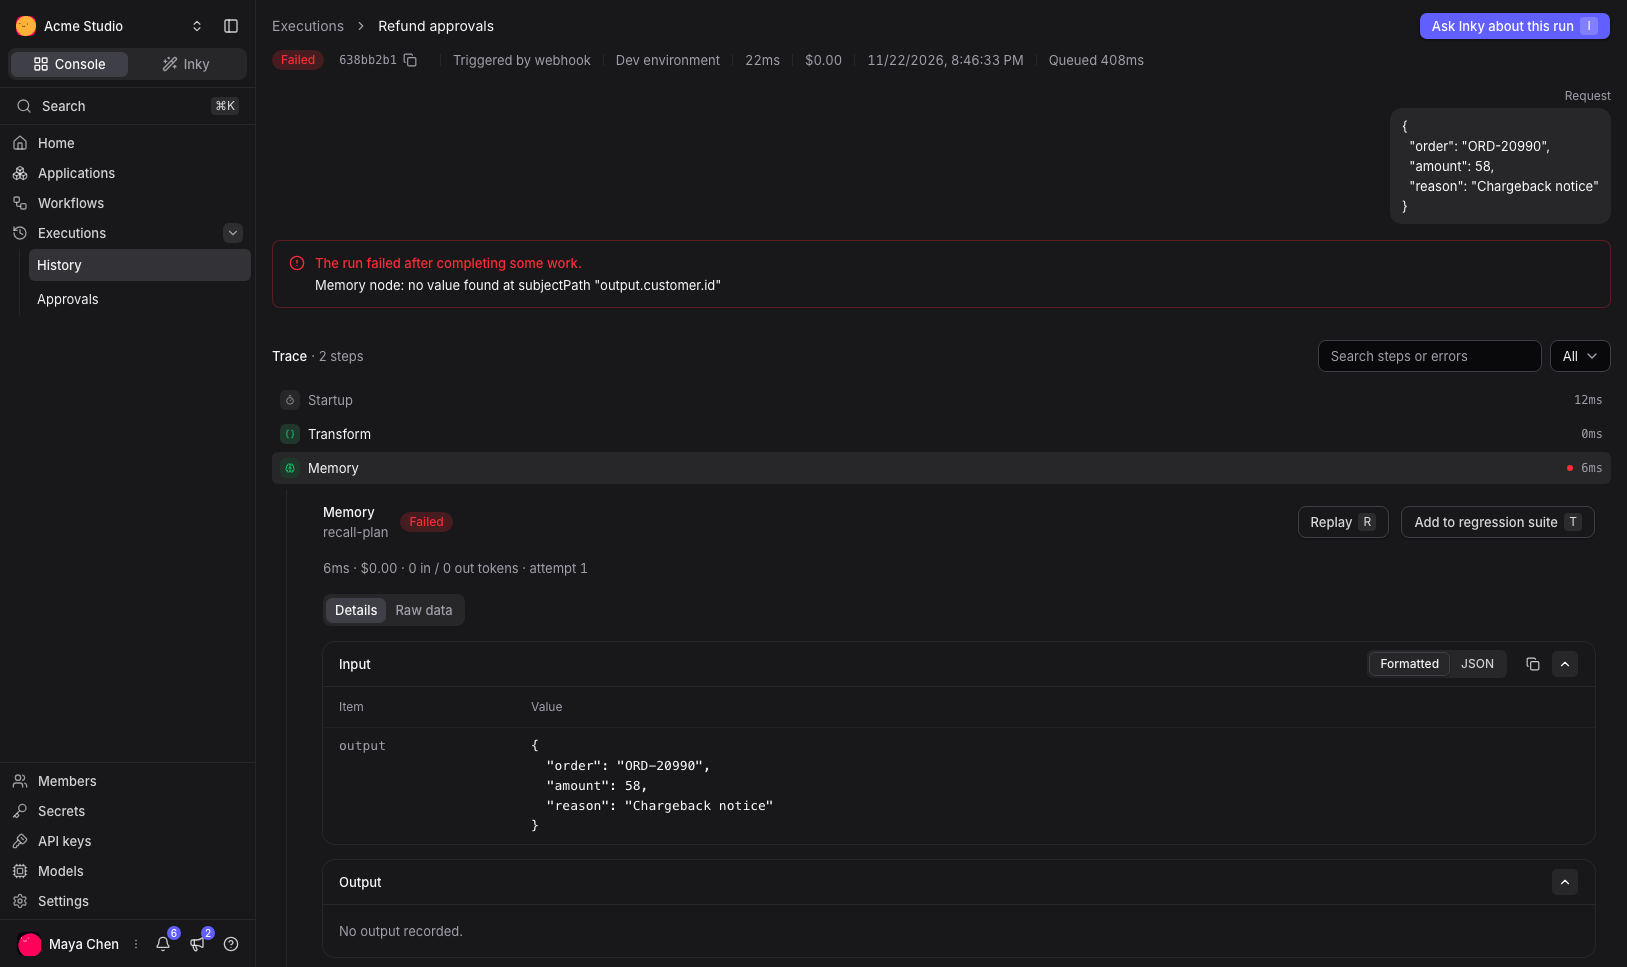 Acme Studio
Console
Inky
Search
⌘K
Home
Applications
Workflows
Executions
History
Approvals
Members
Secrets
API keys
Models
Settings
Maya Chen
6
2
Executions > Refund approvals
Ask Inky about this run I
Failed 638bb2b1 Triggered by webhook Dev environment 22ms $0.00 11/22/2026, 8:46:33 PM Queued 408ms
Request
{
"order": "ORD-20990",
"amount": 58,
"reason": "Chargeback notice"
}
The run failed after completing some work.
Memory node: no value found at subjectPath "output.customer.id"
Trace · 2 steps
Search steps or errors
All
Startup 12ms
Transform 0ms
Memory 6ms
Memory
recall-plan
Failed
Replay R
Add to regression suite T
6ms · $0.00 · 0 in / 0 out tokens · attempt 1
Details
Raw data
Input
Formatted
JSON
Item Value
output
{
"order": "ORD-20990",
"amount": 58,
"reason": "Chargeback notice"
}
Output
No output recorded.